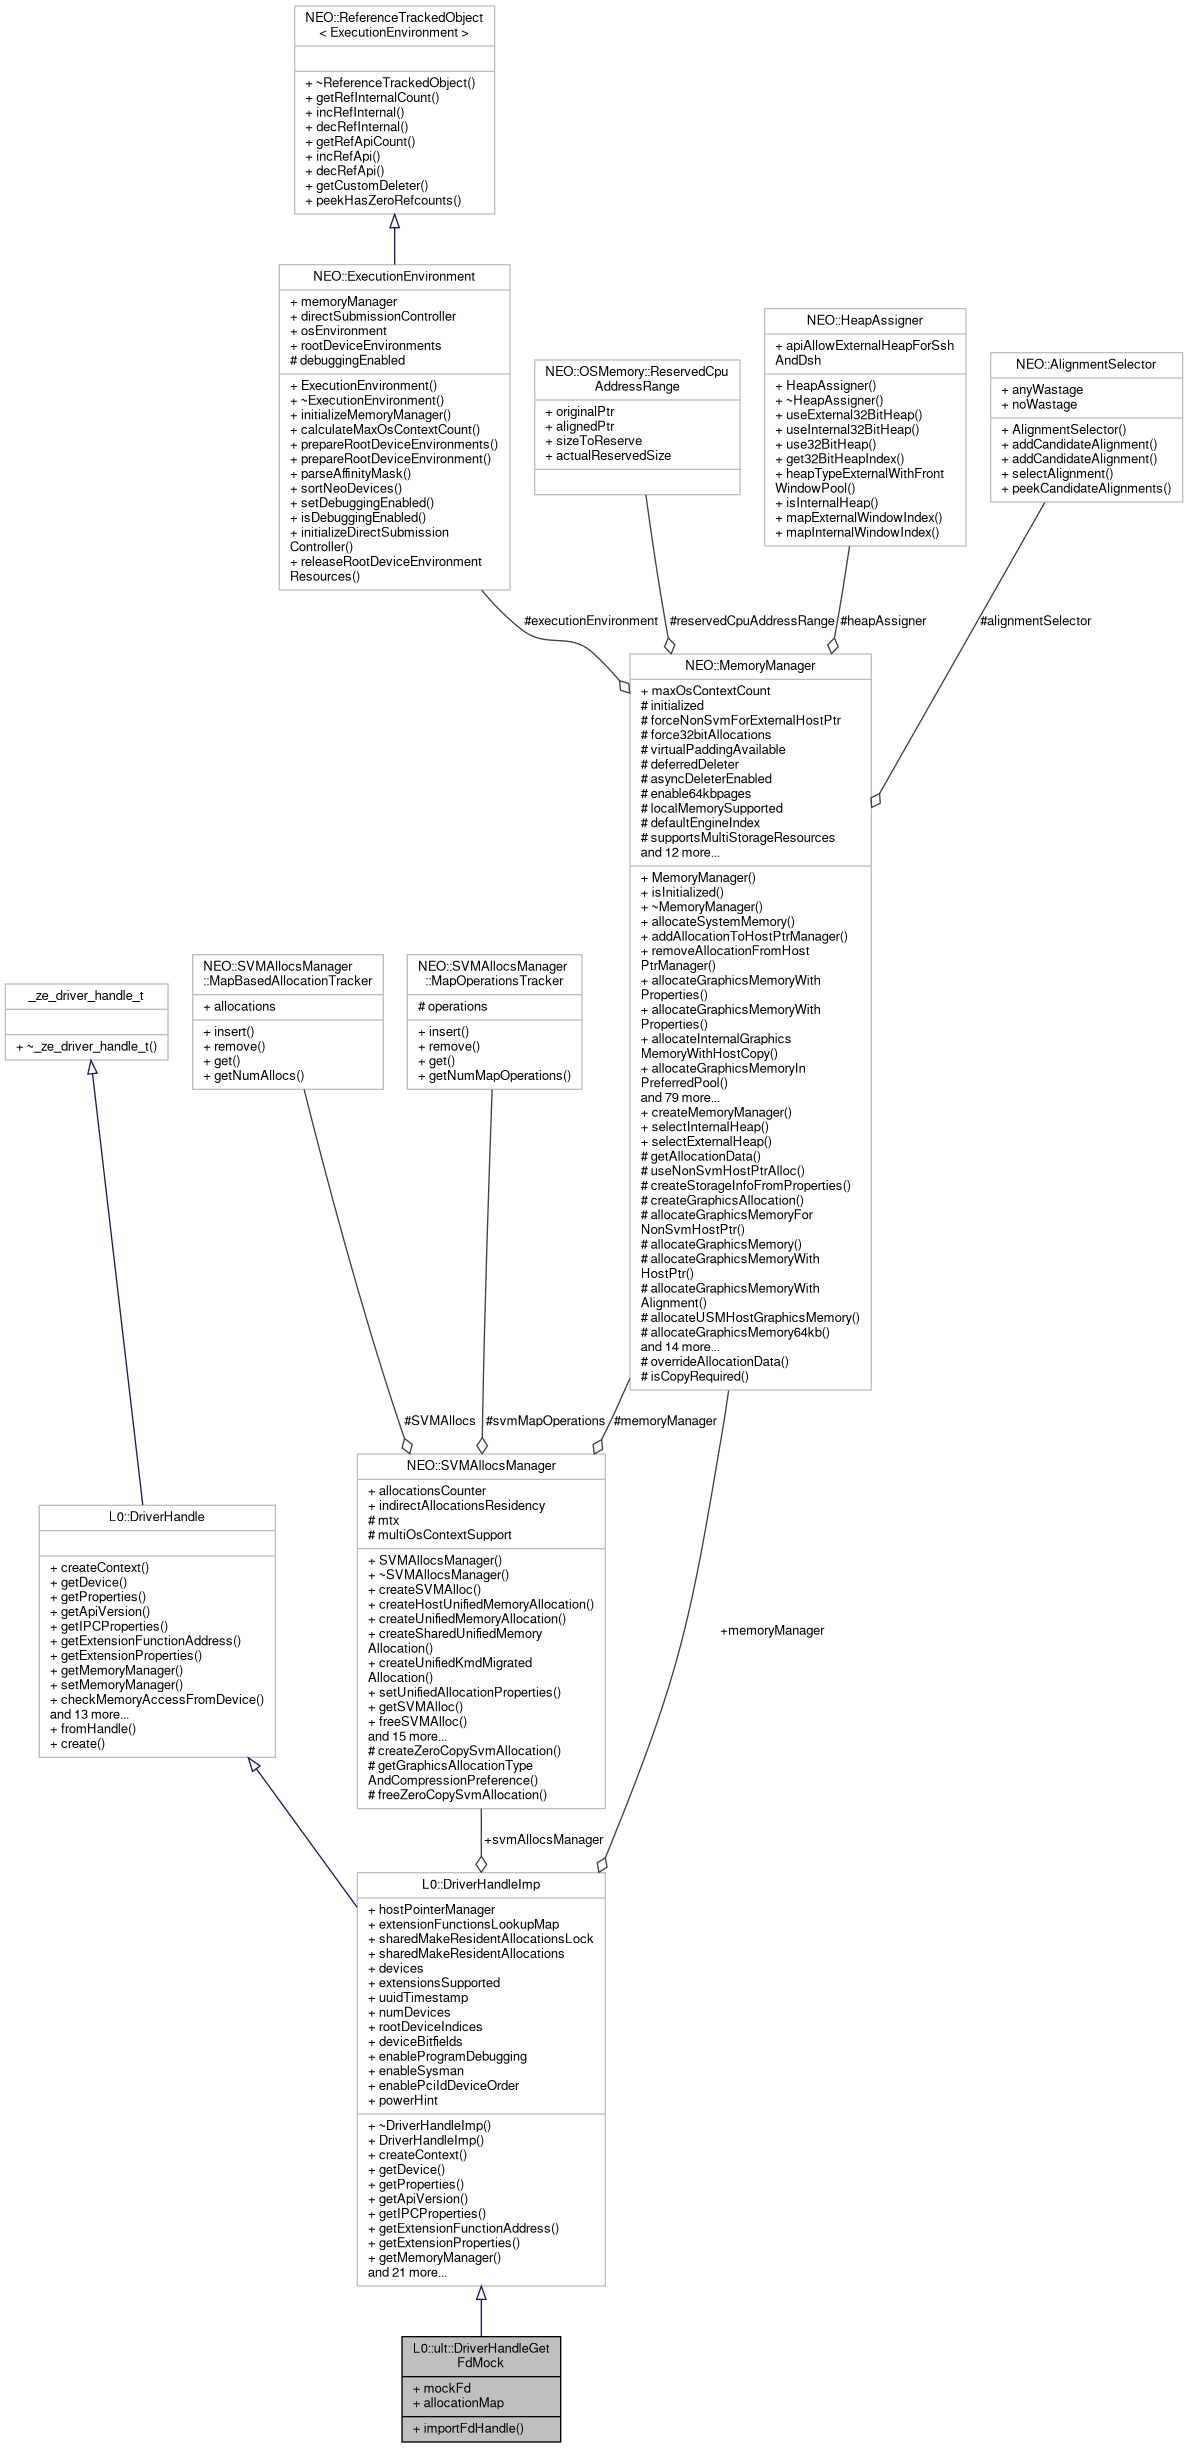 NEO::ReferenceTrackedObject
< ExecutionEnvironment >
+ ~ReferenceTrackedObject()
+ getRefInternalCount()
+ incRefInternal()
+ decRefInternal()
+ getRefApiCount()
+ incRefApi()
+ decRefApi()
+ getCustomDeleter()
+ peekHasZeroRefcounts()
NEO::ExecutionEnvironment
+ memoryManager
+ directSubmissionController
+ osEnvironment
+ rootDeviceEnvironments
# debuggingEnabled
+ ExecutionEnvironment()
+ ~ExecutionEnvironment()
+ initializeMemoryManager()
+ calculateMaxOsContextCount()
+ prepareRootDeviceEnvironments()
+ prepareRootDeviceEnvironment()
+ parseAffinityMask()
+ sortNeoDevices()
+ setDebuggingEnabled()
+ isDebuggingEnabled()
+ initializeDirectSubmission
Controller()
+ releaseRootDeviceEnvironment
Resources()
NEO::OSMemory::ReservedCpu
AddressRange
+ originalPtr
+ alignedPtr
+ sizeToReserve
+ actualReservedSize
NEO::HeapAssigner
+ apiAllowExternalHeapForSsh
AndDsh
+ HeapAssigner()
+ ~HeapAssigner()
+ useExternal32BitHeap()
+ useInternal32BitHeap()
+ use32BitHeap()
+ get32BitHeapIndex()
+ heapTypeExternalWithFront
WindowPool()
+ isInternalHeap()
+ mapExternalWindowIndex()
+ mapInternalWindowIndex()
NEO::AlignmentSelector
+ anyWastage
+ noWastage
+ AlignmentSelector()
+ addCandidateAlignment()
+ addCandidateAlignment()
+ selectAlignment()
+ peekCandidateAlignments()
#executionEnvironment
#reservedCpuAddressRange
#heapAssigner
#alignmentSelector
NEO::MemoryManager
+ maxOsContextCount
# initialized
# forceNonSvmForExternalHostPtr
# force32bitAllocations
# virtualPaddingAvailable
# deferredDeleter
# asyncDeleterEnabled
# enable64kbpages
# localMemorySupported
# defaultEngineIndex
# supportsMultiStorageResources
and 12 more...
+ MemoryManager()
+ isInitialized()
+ ~MemoryManager()
+ allocateSystemMemory()
+ addAllocationToHostPtrManager()
+ removeAllocationFromHost
PtrManager()
+ allocateGraphicsMemoryWith
Properties()
+ allocateGraphicsMemoryWith
Properties()
+ allocateInternalGraphics
MemoryWithHostCopy()
+ allocateGraphicsMemoryIn
PreferredPool()
and 79 more...
+ createMemoryManager()
+ selectInternalHeap()
+ selectExternalHeap()
# getAllocationData()
# useNonSvmHostPtrAlloc()
# createStorageInfoFromProperties()
# createGraphicsAllocation()
# allocateGraphicsMemoryFor
NonSvmHostPtr()
# allocateGraphicsMemory()
# allocateGraphicsMemoryWith
HostPtr()
# allocateGraphicsMemoryWith
Alignment()
# allocateUSMHostGraphicsMemory()
# allocateGraphicsMemory64kb()
and 14 more...
# overrideAllocationData()
# isCopyRequired()
_ze_driver_handle_t
+ ~_ze_driver_handle_t()
NEO::SVMAllocsManager
::MapBasedAllocationTracker
+ allocations
+ insert()
+ remove()
+ get()
+ getNumAllocs()
NEO::SVMAllocsManager
::MapOperationsTracker
# operations
+ insert()
+ remove()
+ get()
+ getNumMapOperations()
#SVMAllocs
#svmMapOperations
#memoryManager
NEO::SVMAllocsManager
+ allocationsCounter
+ indirectAllocationsResidency
# mtx
# multiOsContextSupport
+ SVMAllocsManager()
+ ~SVMAllocsManager()
+ createSVMAlloc()
+ createHostUnifiedMemoryAllocation()
+ createUnifiedMemoryAllocation()
+ createSharedUnifiedMemory
Allocation()
+ createUnifiedKmdMigrated
Allocation()
+ setUnifiedAllocationProperties()
+ getSVMAlloc()
+ freeSVMAlloc()
and 15 more...
# createZeroCopySvmAllocation()
# getGraphicsAllocationType
AndCompressionPreference()
# freeZeroCopySvmAllocation()
L0::DriverHandle
+ createContext()
+ getDevice()
+ getProperties()
+ getApiVersion()
+ getIPCProperties()
+ getExtensionFunctionAddress()
+ getExtensionProperties()
+ getMemoryManager()
+ setMemoryManager()
+ checkMemoryAccessFromDevice()
and 13 more...
+ fromHandle()
+ create()
+memoryManager
+svmAllocsManager
L0::DriverHandleImp
+ hostPointerManager
+ extensionFunctionsLookupMap
+ sharedMakeResidentAllocationsLock
+ sharedMakeResidentAllocations
+ devices
+ extensionsSupported
+ uuidTimestamp
+ numDevices
+ rootDeviceIndices
+ deviceBitfields
+ enableProgramDebugging
+ enableSysman
+ enablePciIdDeviceOrder
+ powerHint
+ ~DriverHandleImp()
+ DriverHandleImp()
+ createContext()
+ getDevice()
+ getProperties()
+ getApiVersion()
+ getIPCProperties()
+ getExtensionFunctionAddress()
+ getExtensionProperties()
+ getMemoryManager()
and 21 more...
L0::ult::DriverHandleGet
FdMock
+ mockFd
+ allocationMap
+ importFdHandle()